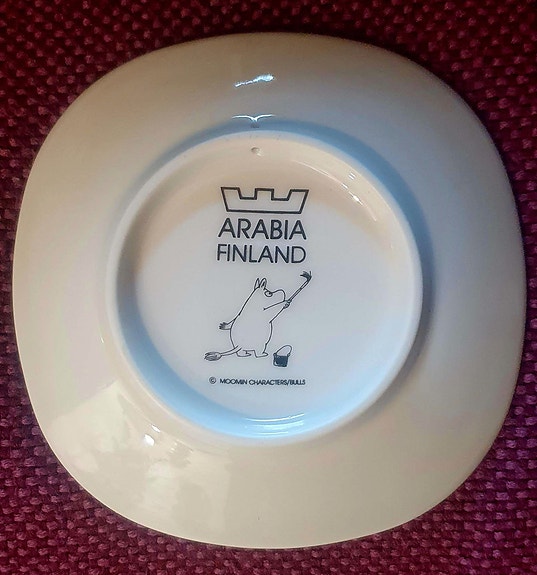 ARABIA
FINLAND
© MOOMIN CHARACTERS/BULLS